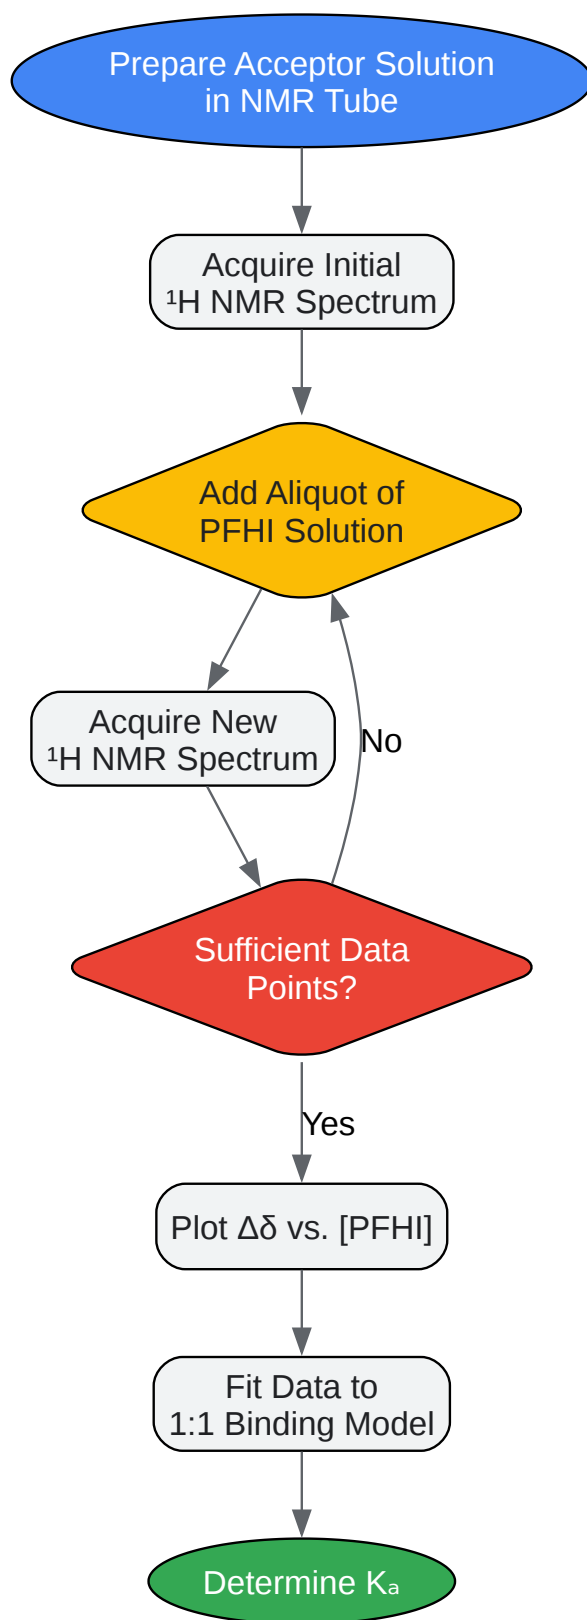 Prepare Acceptor Solution
in NMR Tube
Acquire Initial
¹H NMR Spectrum
Add Aliquot of
PFHI Solution
Acquire New
¹H NMR Spectrum
No
Sufficient Data
Points?
Yes
Plot Δδ vs. [PFHI]
Fit Data to
1:1 Binding Model
Determine Kₐ